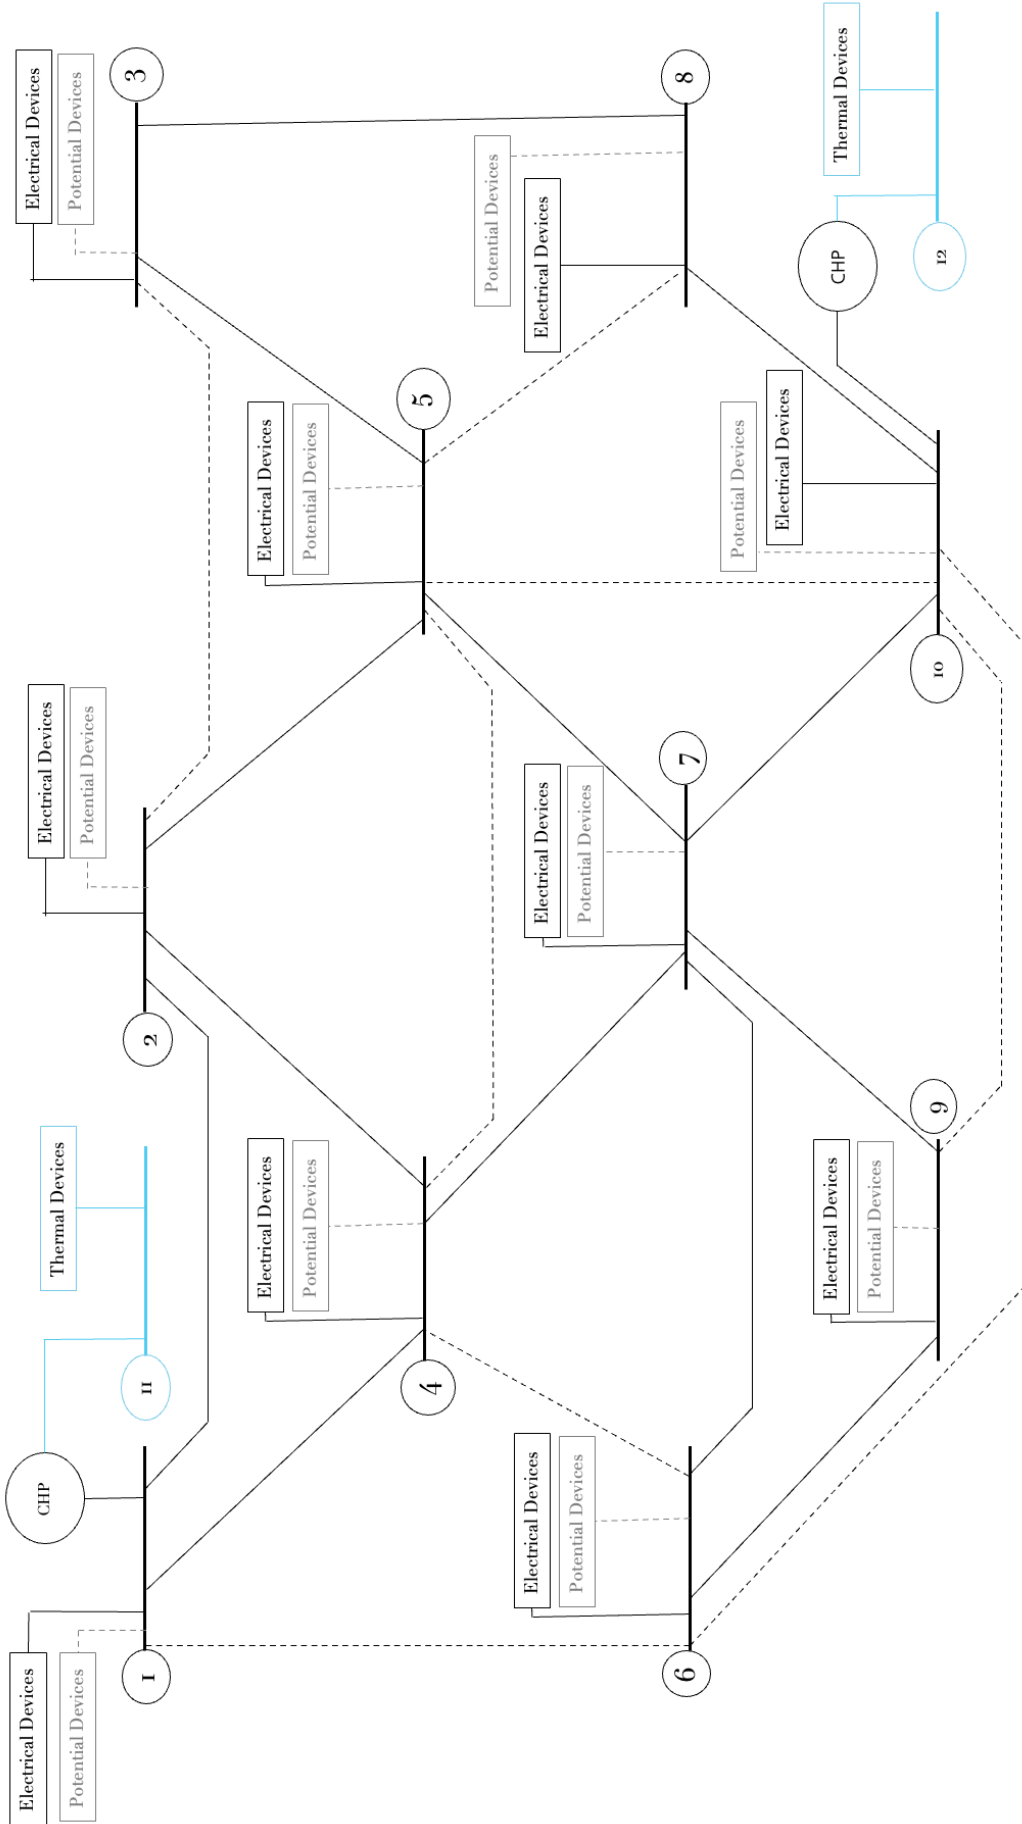 Electrical Devices
Potential Devices
1
CHP
11
Thermal Devices
2
Electrical Devices
Potential Devices
Electrical Devices
Potential Devices
3
4
Electrical Devices
Potential Devices
Electrical Devices
Potential Devices
5
6
Electrical Devices
Potential Devices
Electrical Devices
Potential Devices
7
Potential Devices
Electrical Devices
8
Electrical Devices
Potential Devices
9
10
Potential Devices
Electrical Devices
CHP
12
Thermal Devices